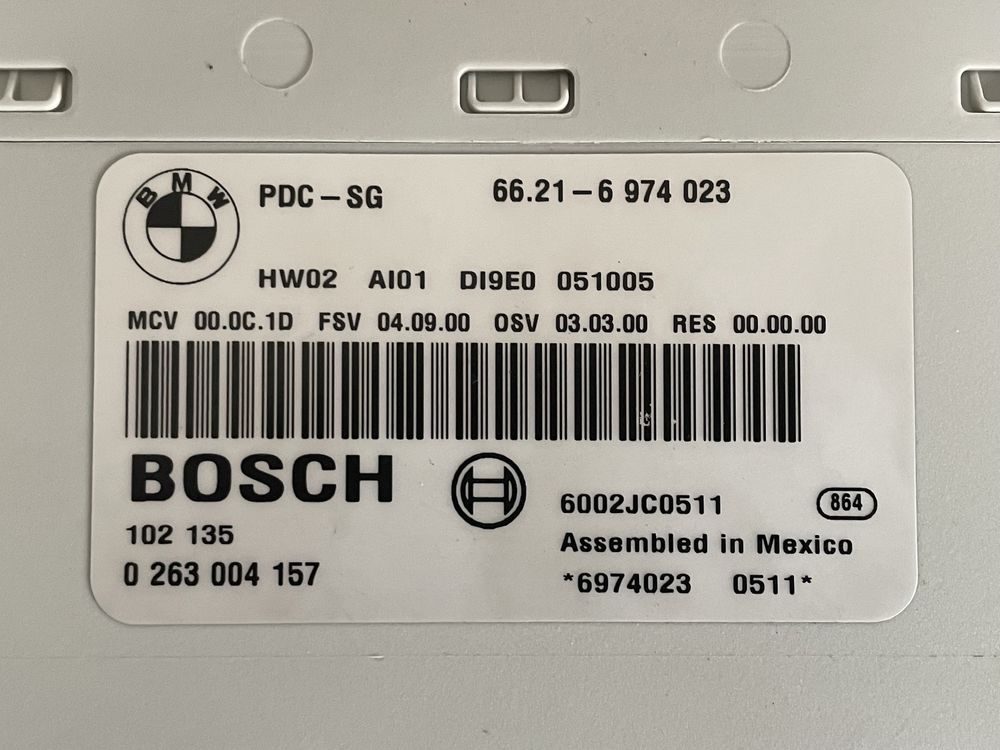 BMW
PDC-SG 66.21-6 974 023
HW02 AI01 DI9E0 051005
MCV 00.0C.1D FSV 04.09.00 OSV 03.03.00 RES 00.00.00
BOSCH
102 135
0 263 004 157
6002JC0511 864
Assembled in Mexico
*6974023 0511*